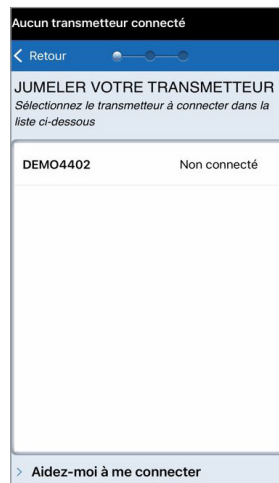 Aucun transmetteur connecté
Retour
JUMELER VOTRE TRANSMETTEUR
Sélectionnez le transmetteur à connecter dans la
liste ci-dessous
DEMO4402 Non connecté
Aidez-moi à me connecter